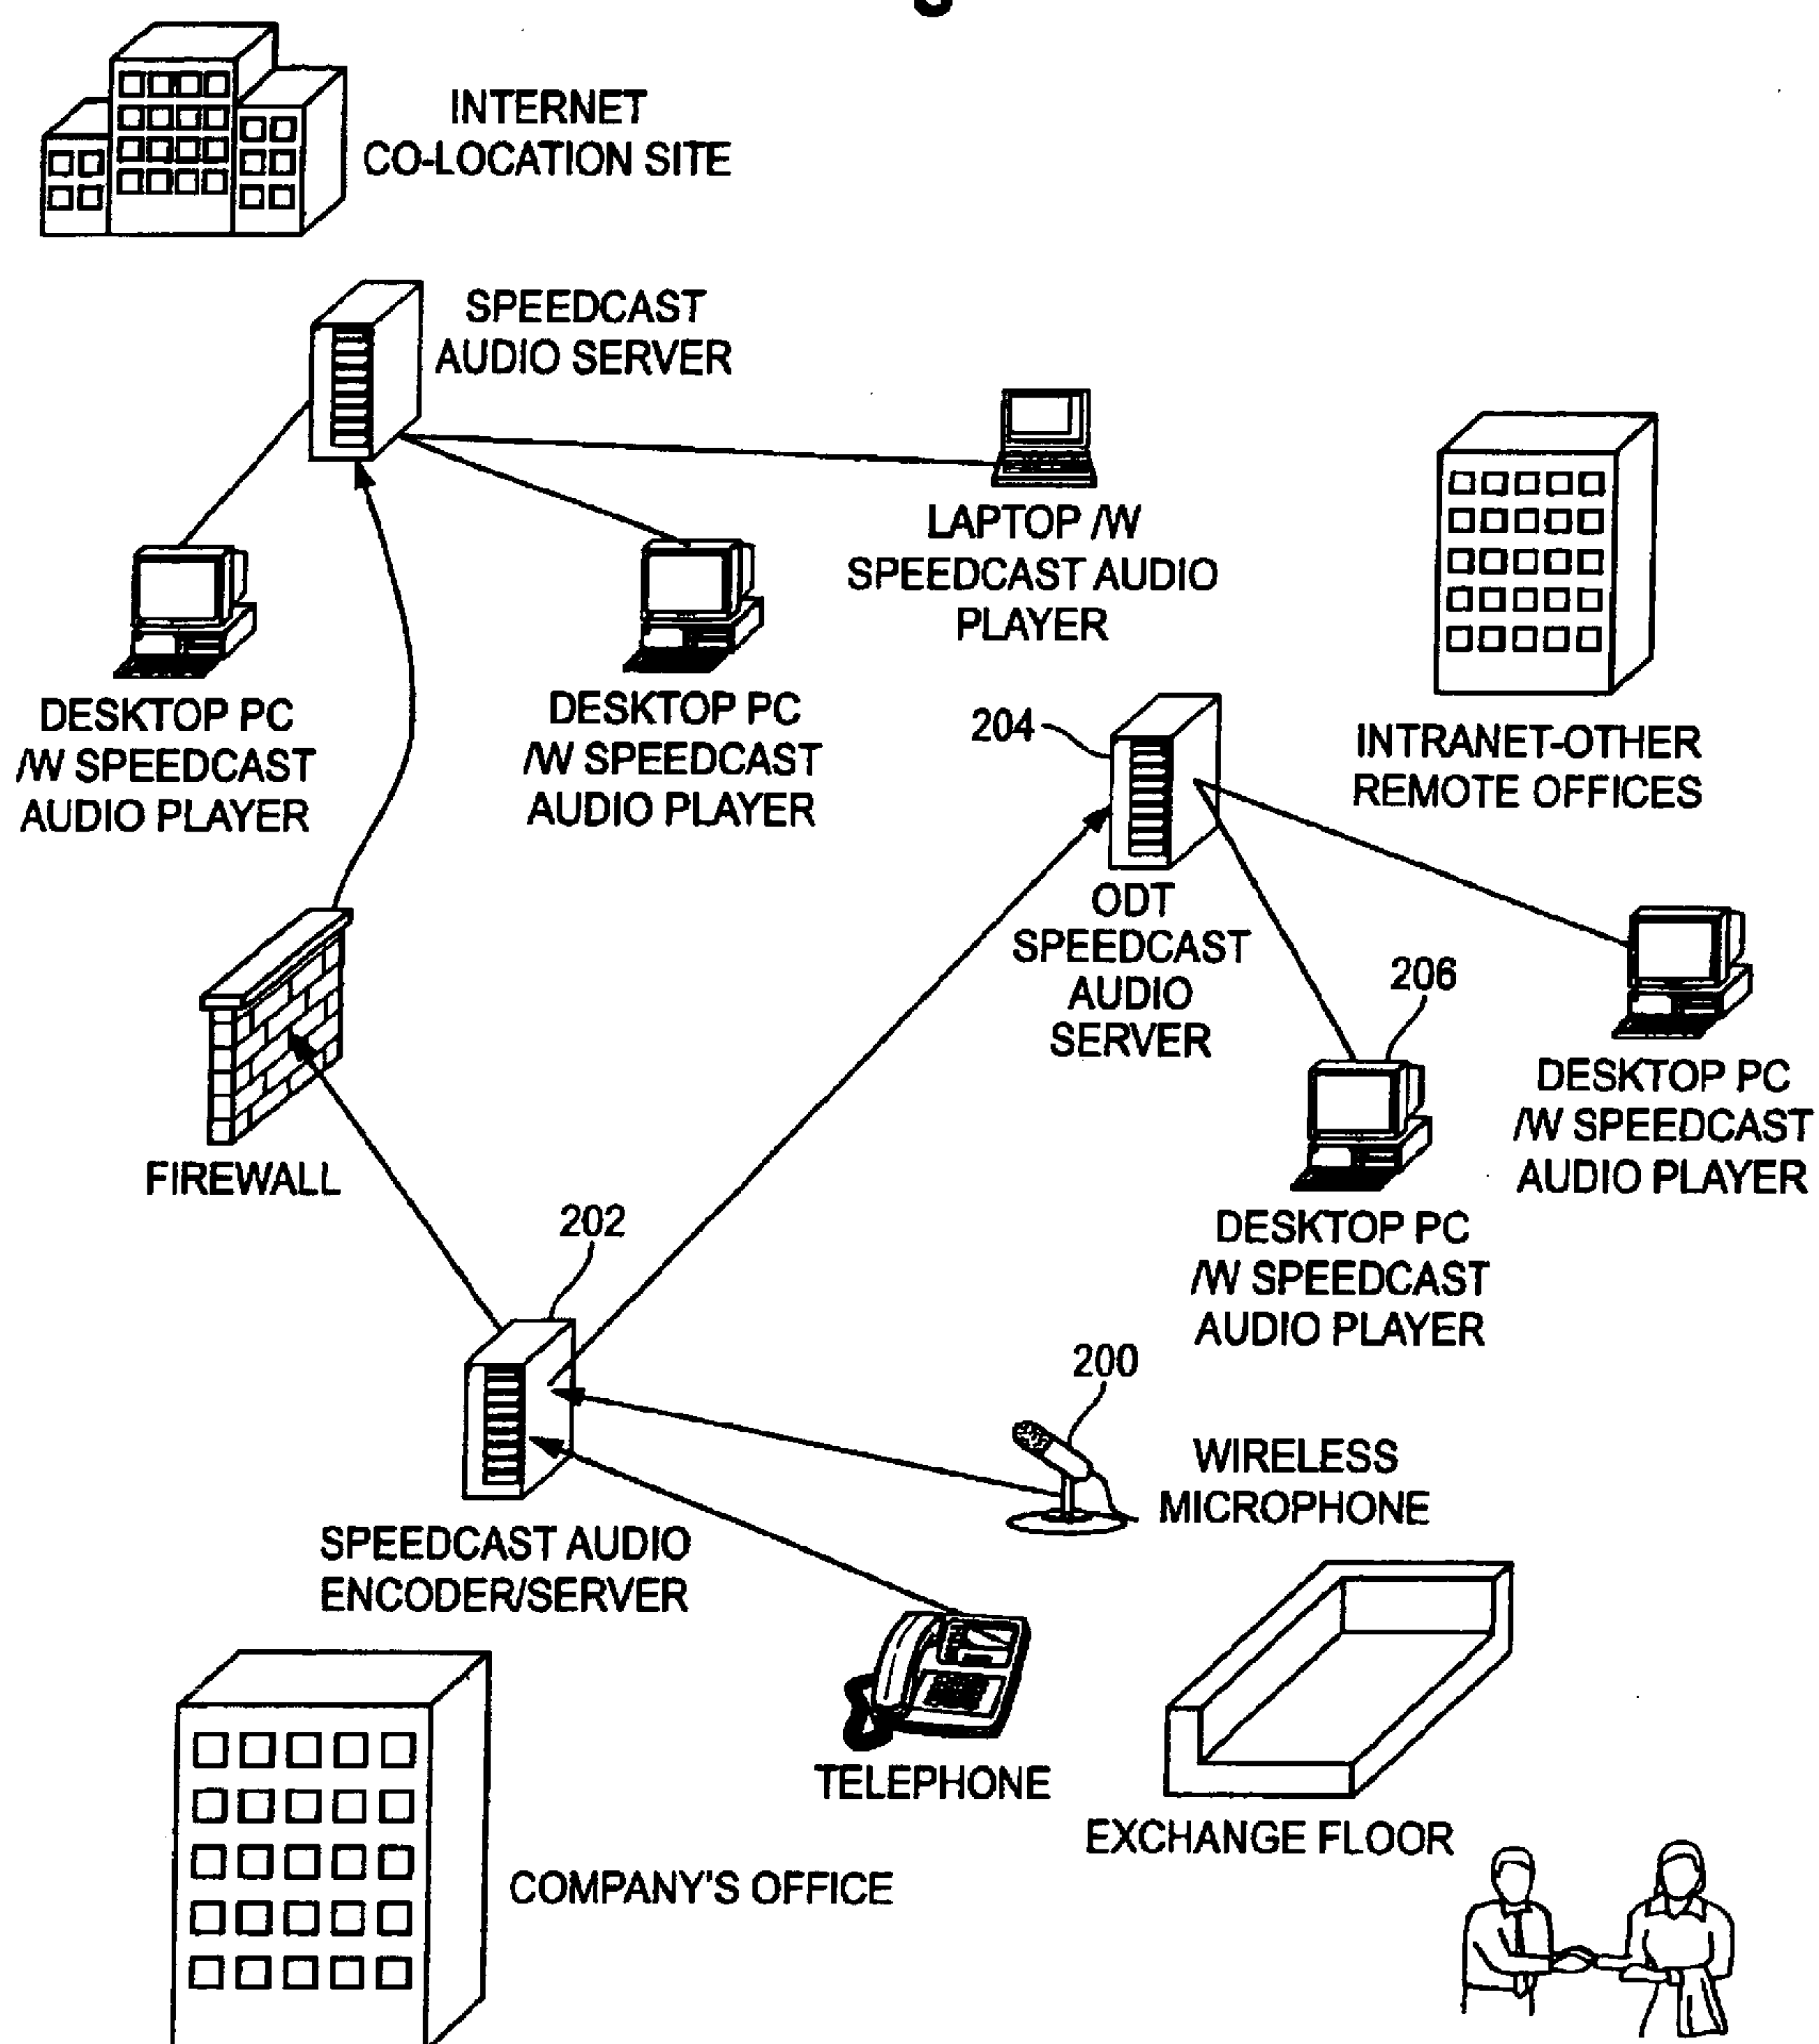 INTERNET
CO-LOCATION SITE
SPEEDCAST
AUDIO SERVER
LAPTOP /W
SPEEDCAST AUDIO
PLAYER
DESKTOP PC
/W SPEEDCAST
AUDIO PLAYER
DESKTOP PC
/W SPEEDCAST
AUDIO PLAYER
204
INTRANET-OTHER
REMOTE OFFICES
ODT
SPEEDCAST
AUDIO
SERVER
206
DESKTOP PC
/W SPEEDCAST
AUDIO PLAYER
FIREWALL
DESKTOP PC
/W SPEEDCAST
AUDIO PLAYER
202
200
WIRELESS
MICROPHONE
SPEEDCAST AUDIO
ENCODER/SERVER
TELEPHONE
EXCHANGE FLOOR
COMPANY'S OFFICE